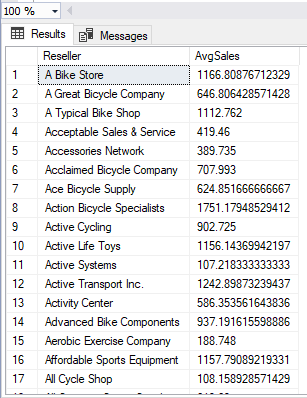 100 %
Results Messages
Reseller AvgSales
1 A Bike Store 1166.80876712329
2 A Great Bicycle Company 646.806428571428
3 A Typical Bike Shop 1112.762
4 Acceptable Sales & Service 419.46
5 Accessories Network 389.735
6 Acclaimed Bicycle Company 707.993
7 Ace Bicycle Supply 624.851666666667
8 Action Bicycle Specialists 1751.17948529412
9 Active Cycling 902.725
10 Active Life Toys 1156.14369942197
11 Active Systems 107.218333333333
12 Active Transport Inc. 1242.89873239437
13 Activity Center 586.353561643836
14 Advanced Bike Components 937.191615598886
15 Aerobic Exercise Company 188.748
16 Affordable Sports Equipment 1157.79089219331
17 All Cycle Shop 108.158928571429